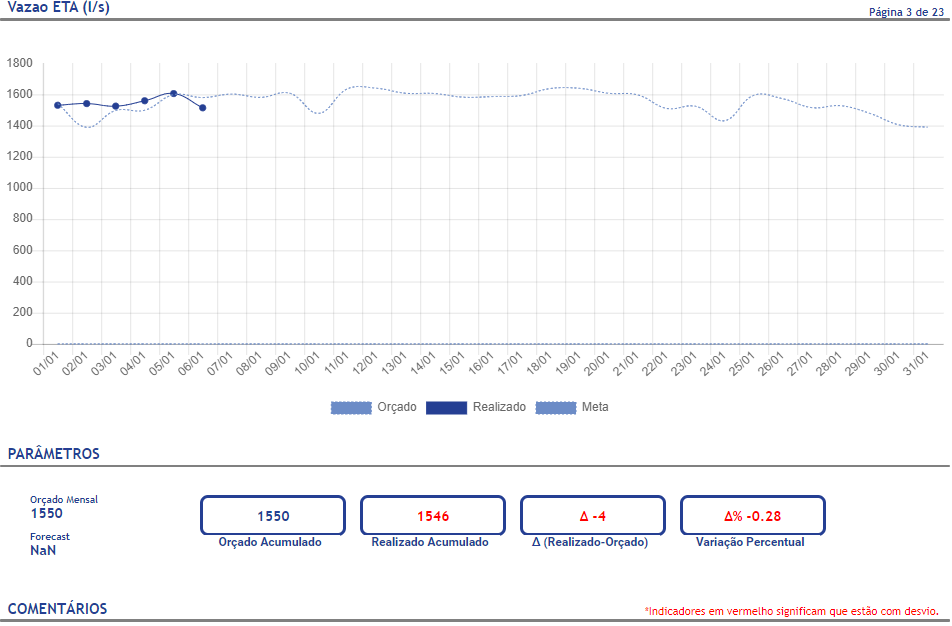 Vazao ETA (l/s)
Página 3 de 23
1800
1600
1400
1200
1000
800
600
400
200
0
01/01 02/01 03/01 04/01 05/01 06/01 07/01 08/01 09/01 10/01 11/01 12/01 13/01 14/01 15/01 16/01 17/01 18/01 19/01 20/01 21/01 22/01 23/01 24/01 25/01 26/01 27/01 28/01 29/01 30/01 31/01
Orçado Realizado Meta
PARÂMETROS
Orçado Mensal
1550
Forecast
NaN
1550
Orçado Acumulado
1546
Realizado Acumulado
Δ -4
Δ (Realizado-Orçado)
Δ% -0.28
Variação Percentual
COMENTÁRIOS
*Indicadores em vermelho significam que estão com desvio.